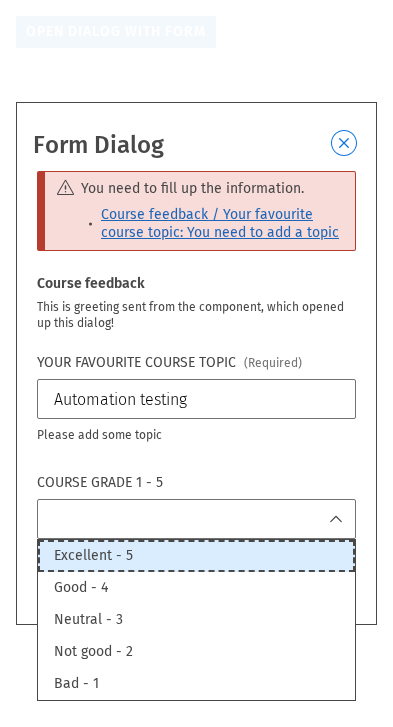 OPEN DIALOG WITH FORM
Form Dialog
You need to fill up the information.
• Course feedback / Your favourite
course topic: You need to add a topic
Course feedback
This is greeting sent from the component, which opened
up this dialog!
YOUR FAVOURITE COURSE TOPIC (Required)
Automation testing
Please add some topic
COURSE GRADE 1 - 5
Excellent - 5
Good - 4
Neutral - 3
Not good - 2
Bad - 1